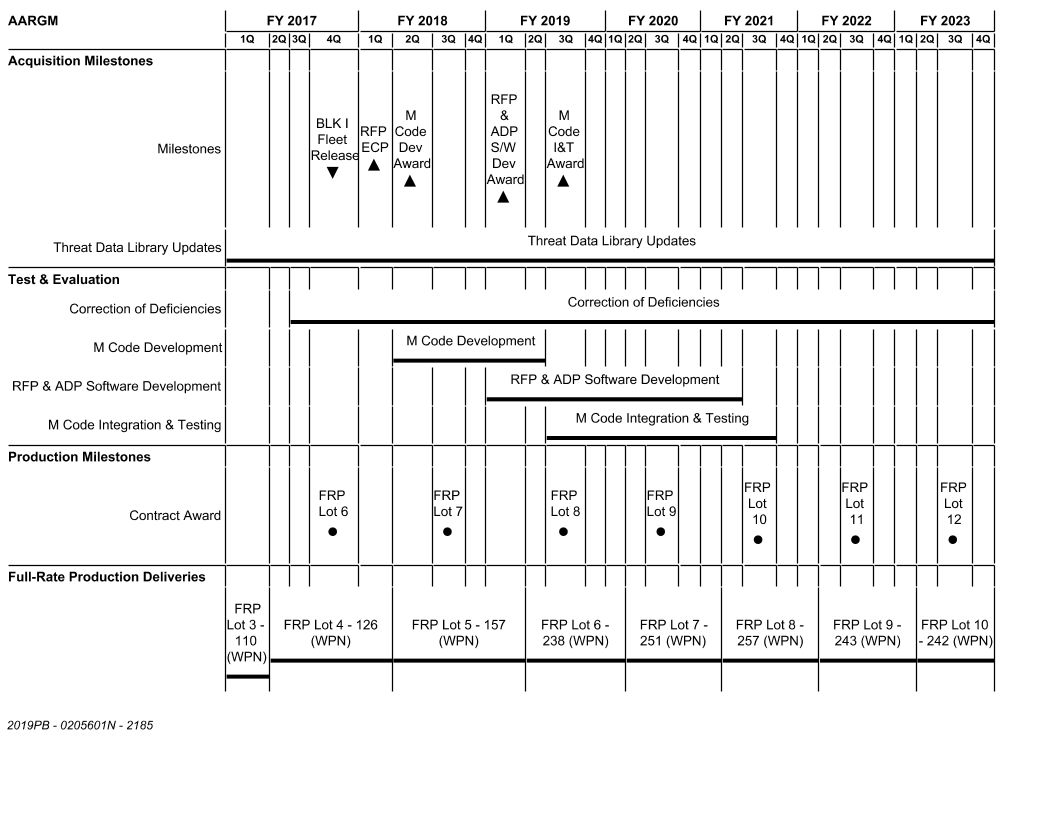 AARGM FY 2017 FY 2018 FY 2019 FY 2020 FY 2021 FY 2022 FY 2023
1Q 2Q 3Q 4Q 1Q 2Q 3Q 4Q 1Q 2Q 3Q 4Q 1Q 2Q 3Q 4Q 1Q 2Q 3Q 4Q 1Q 2Q 3Q 4Q 1Q 2Q 3Q 4Q
Acquisition Milestones
Milestones
BLK I
Fleet
Release
RFP
ECP
M
Code
Dev
Award
RFP
&
ADP
S/W
Dev
Award
M
Code
I&T
Award
Threat Data Library Updates
Threat Data Library Updates
Test & Evaluation
Correction of Deficiencies
Correction of Deficiencies
M Code Development
M Code Development
RFP & ADP Software Development
RFP & ADP Software Development
M Code Integration & Testing
M Code Integration & Testing
Production Milestones
Contract Award
FRP
Lot 6
FRP
Lot 7
FRP
Lot 8
FRP
Lot 9
FRP
Lot
10
FRP
Lot
11
FRP
Lot
12
Full-Rate Production Deliveries
FRP
Lot 3 -
110
(WPN)
FRP Lot 4 - 126
(WPN)
FRP Lot 5 - 157
(WPN)
FRP Lot 6 -
238 (WPN)
FRP Lot 7 -
251 (WPN)
FRP Lot 8 -
257 (WPN)
FRP Lot 9 -
243 (WPN)
FRP Lot 10
- 242 (WPN)
2019PB - 0205601N - 2185